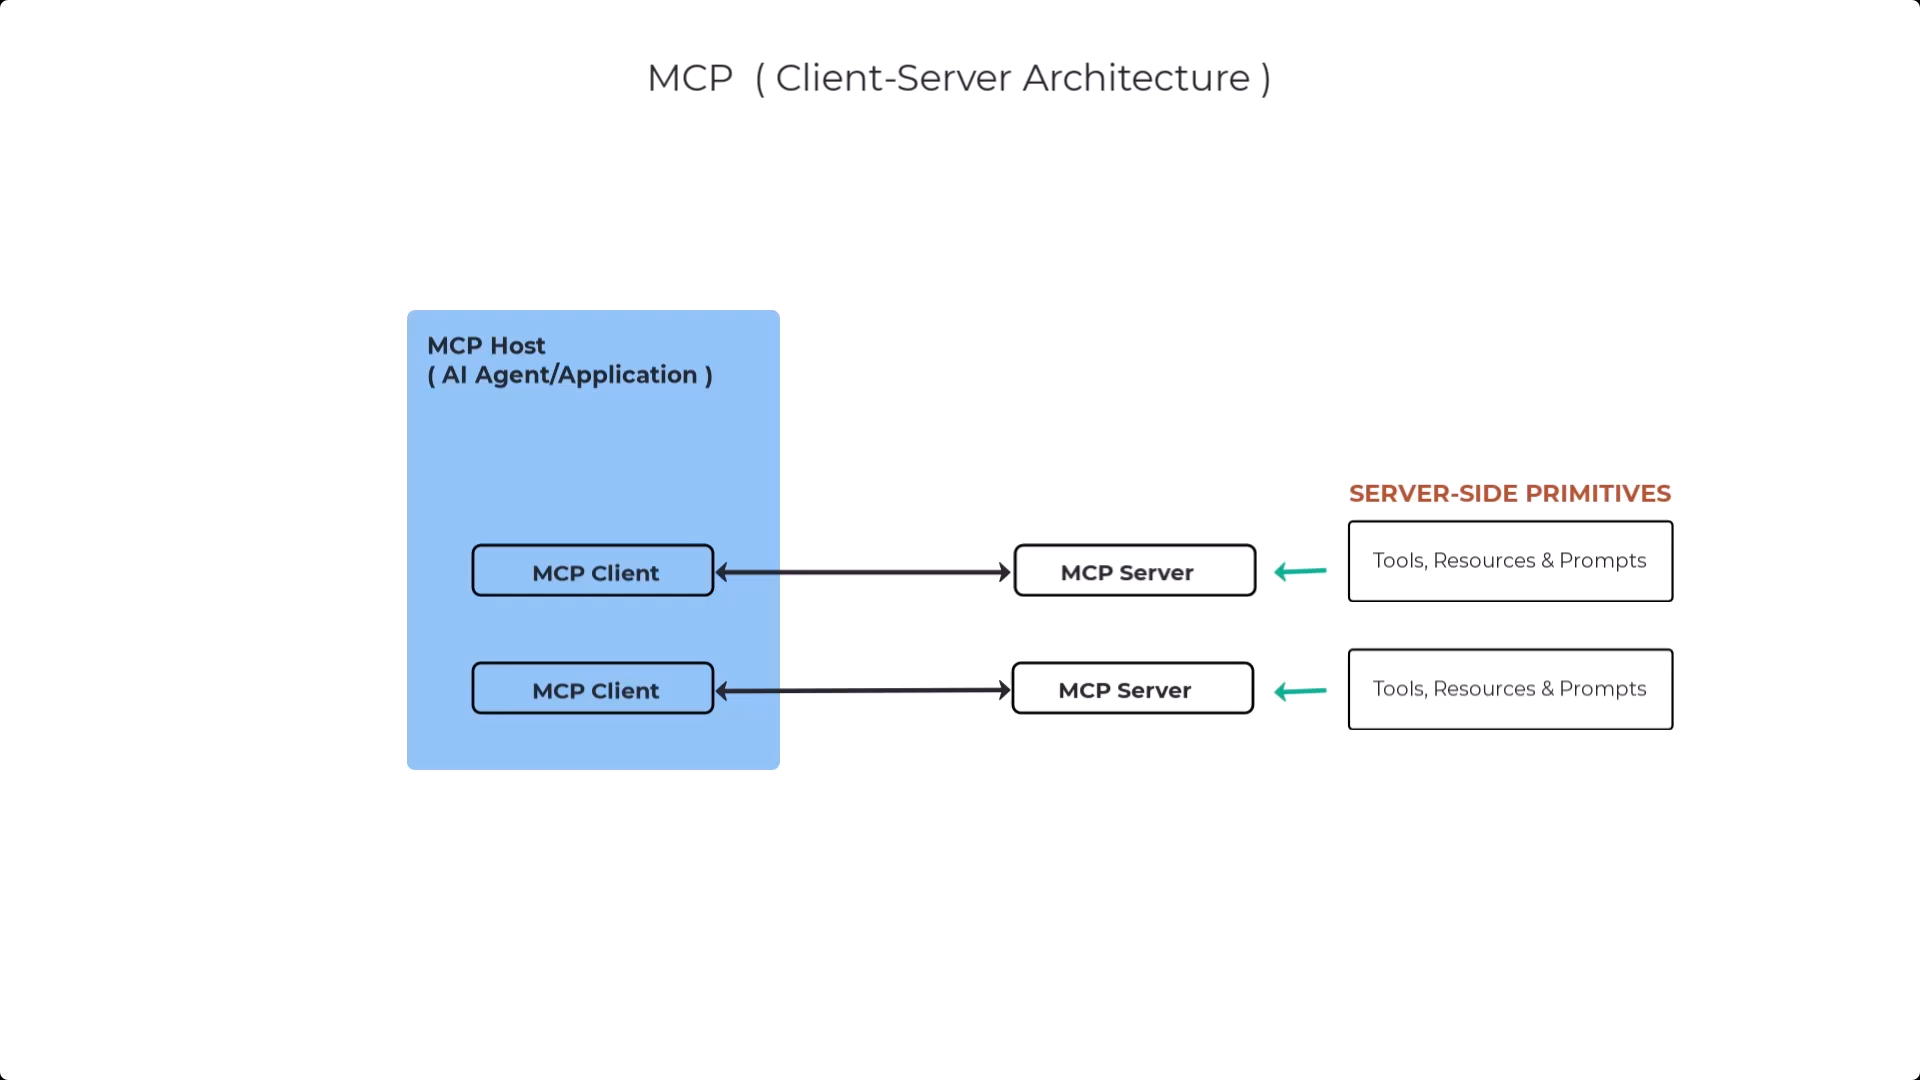 MCP ( Client-Server Architecture )
MCP Host
( AI Agent/Application )
SERVER-SIDE PRIMITIVES
MCP Client
MCP Server
Tools, Resources & Prompts
MCP Client
MCP Server
Tools, Resources & Prompts